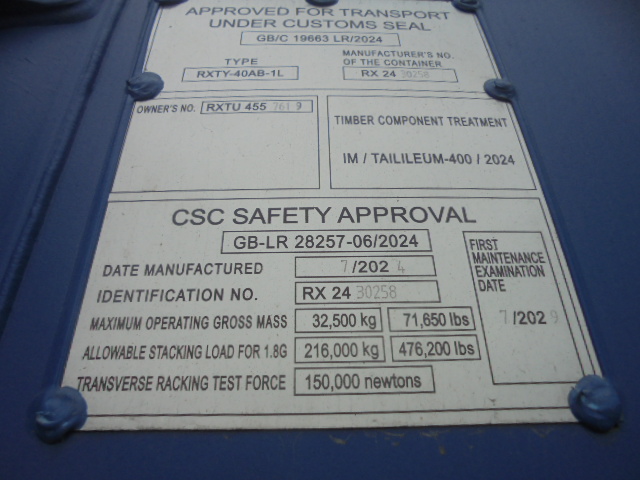 APPROVED FOR TRANSPORT
UNDER CUSTOMS SEAL
GB/C 19663 LR/2024
TYPE
RXTY-40AB-1L
MANUFACTURER'S NO.
OF THE CONTAINER
RX 24 30258
OWNER'S NO. RXTU 455 761 9
TIMBER COMPONENT TREATMENT
IM / TAILILEUM-400 / 2024
CSC SAFETY APPROVAL
GB-LR 28257-06/2024
DATE MANUFACTURED 7/2024
IDENTIFICATION NO. RX 24 30258
MAXIMUM OPERATING GROSS MASS 32,500 kg 71,650 lbs
ALLOWABLE STACKING LOAD FOR 1.8G 216,000 kg 476,200 lbs
TRANSVERSE RACKING TEST FORCE 150,000 newtons
FIRST
MAINTENANCE
EXAMINATION
DATE
7/2029